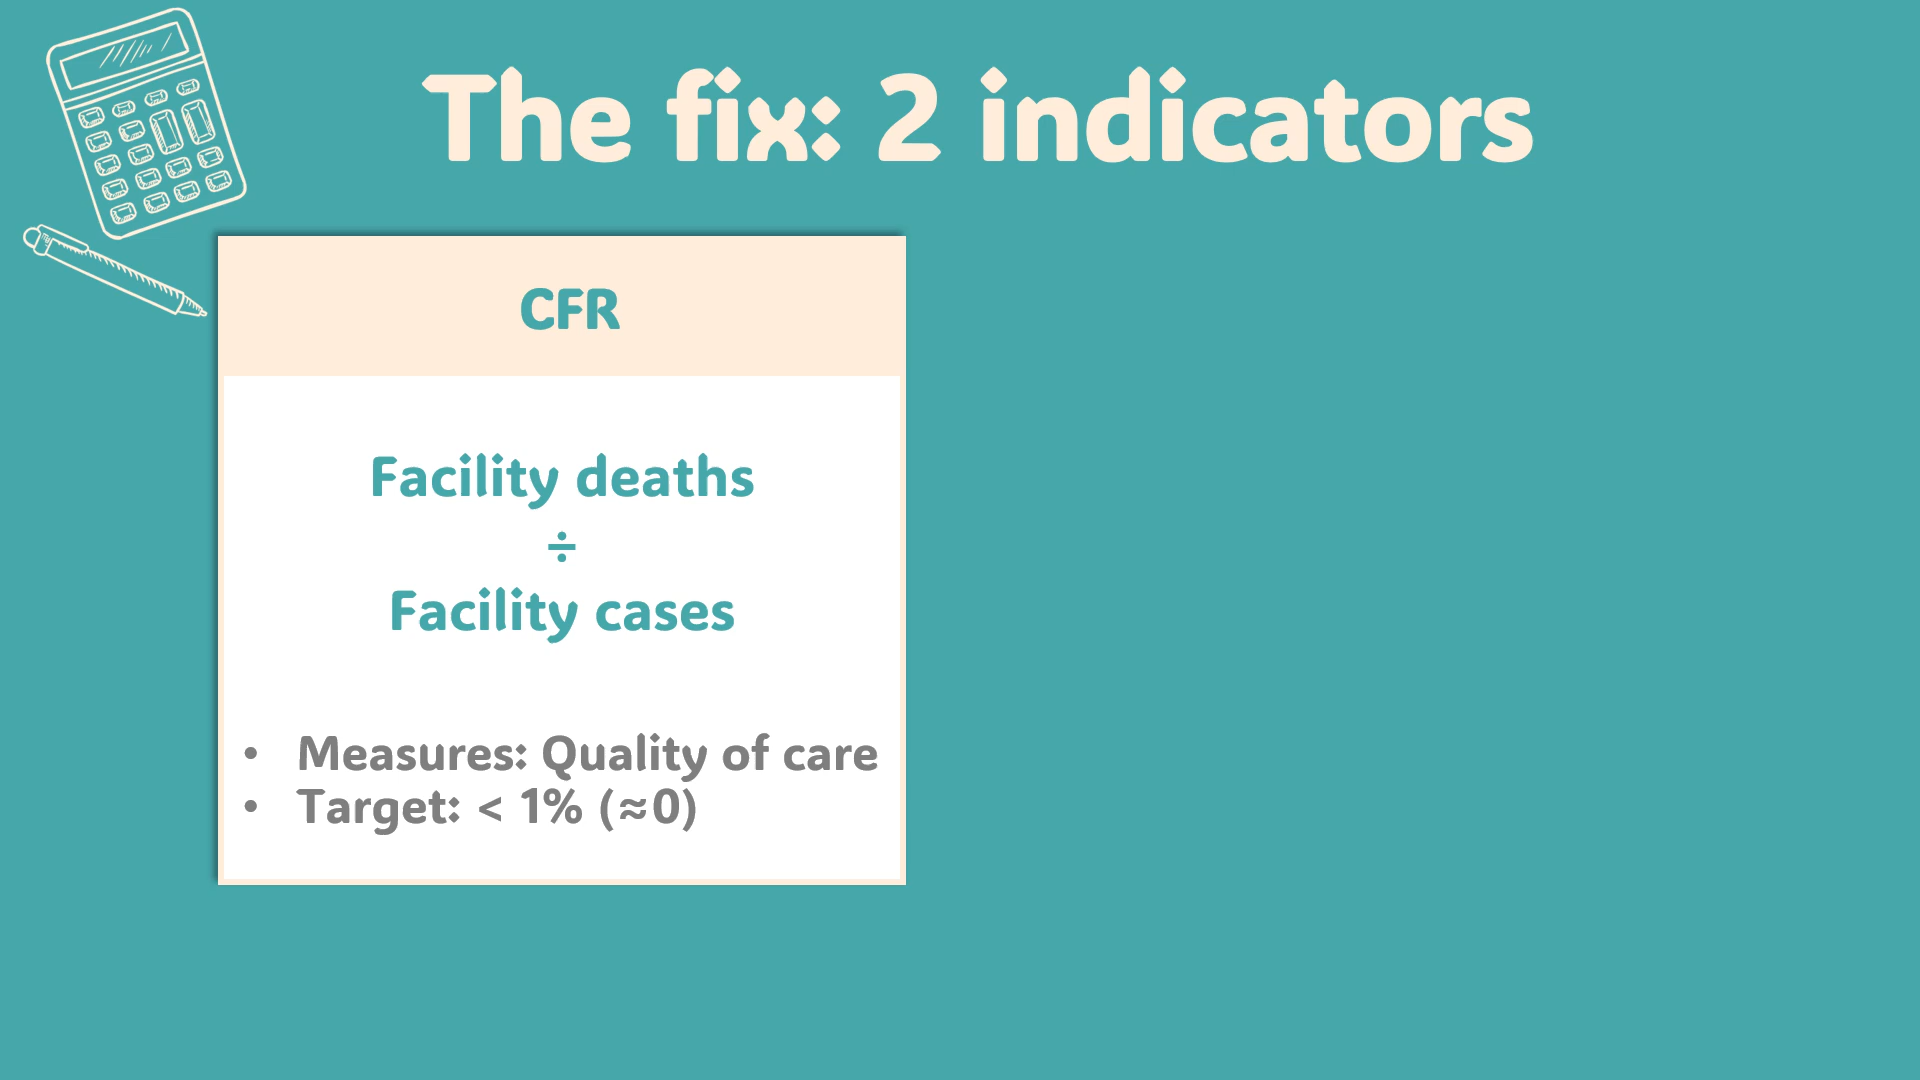 The fix: 2 indicators
CFR
Facility deaths
÷
Facility cases
• Measures: Quality of care
• Target: < 1% (≈0)